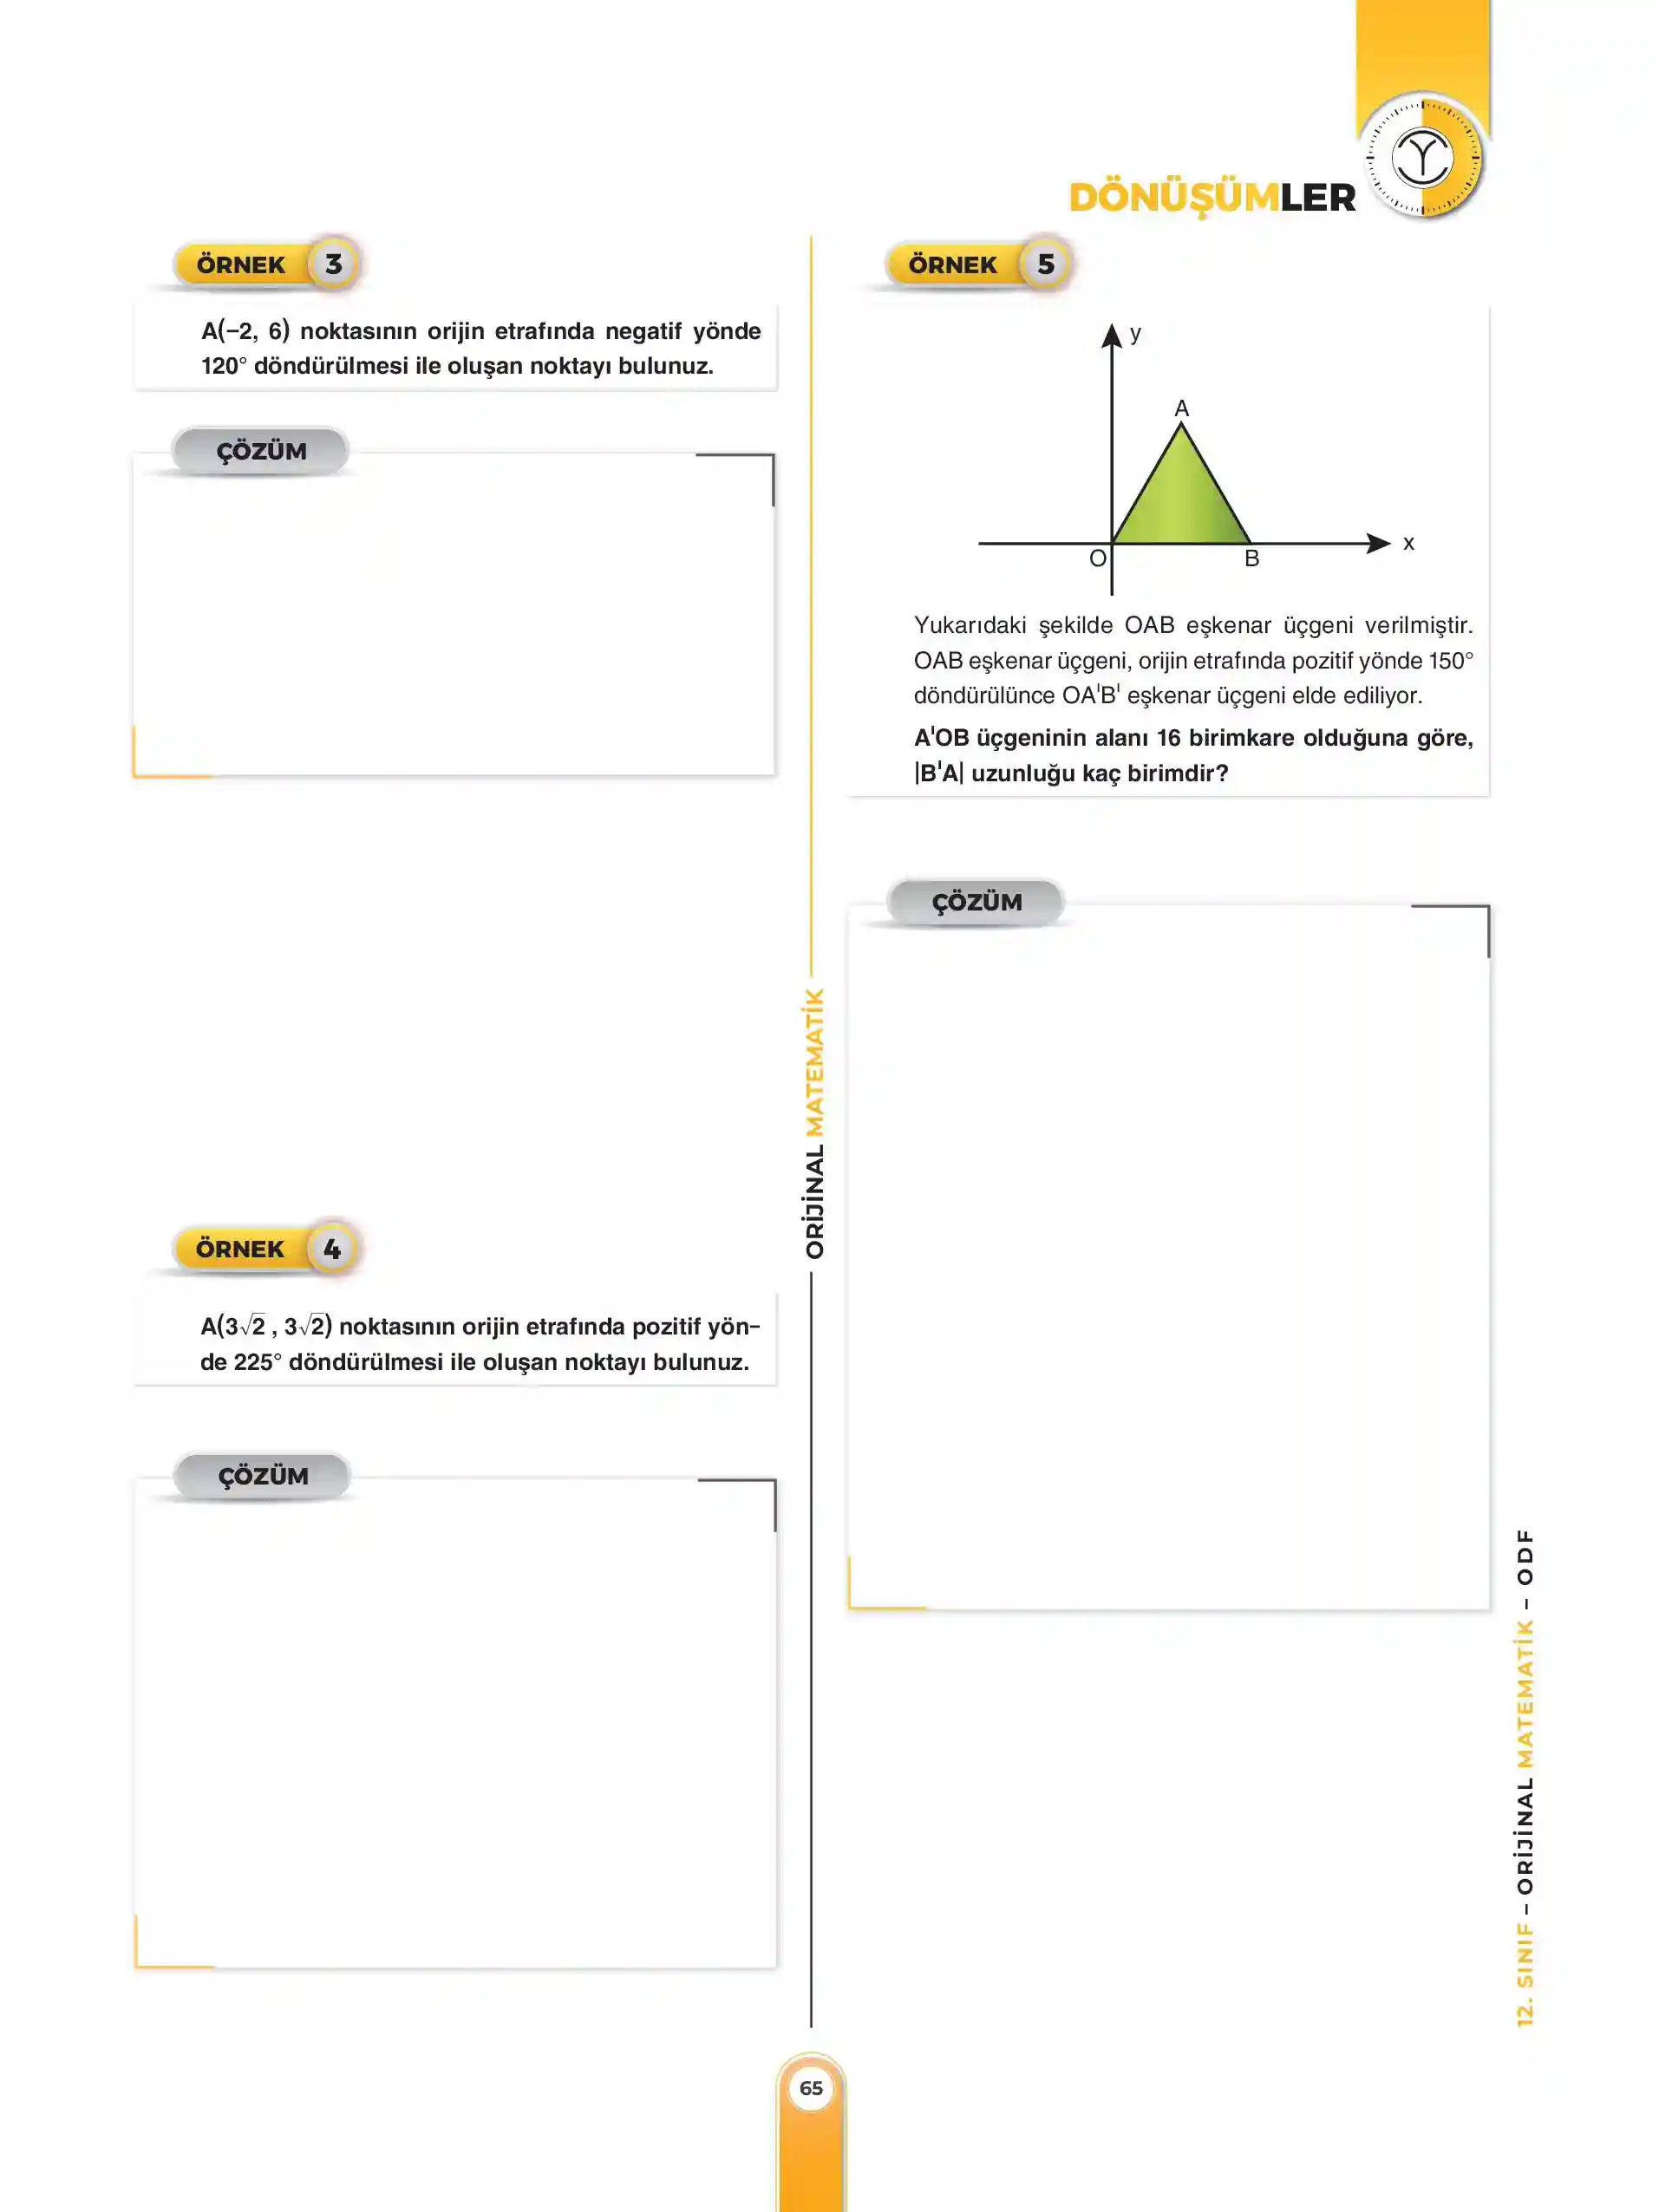 DÖNÜŞÜMLER
ÖRNEK 3
A(–2, 6) noktasının orijin etrafında negatif yönde
120° döndürülmesi ile oluşan noktayı bulunuz.
ÇÖZÜM
ÖRNEK 4
A(3√2 , 3√2) noktasının orijin etrafında pozitif yön–
de 225° döndürülmesi ile oluşan noktayı bulunuz.
ÇÖZÜM
ORİJİNAL MATEMATİK
ÖRNEK 5
y
A
x
O
B
Yukarıdaki şekilde OAB eşkenar üçgeni verilmiştir.
OAB eşkenar üçgeni, orijin etrafında pozitif yönde 150°
döndürülünce OA'B' eşkenar üçgeni elde ediliyor.
A'OB üçgeninin alanı 16 birimkare olduğuna göre,
|B'A| uzunluğu kaç birimdir?
ÇÖZÜM
12. SINIF – ORİJİNAL MATEMATİK – ODF
65